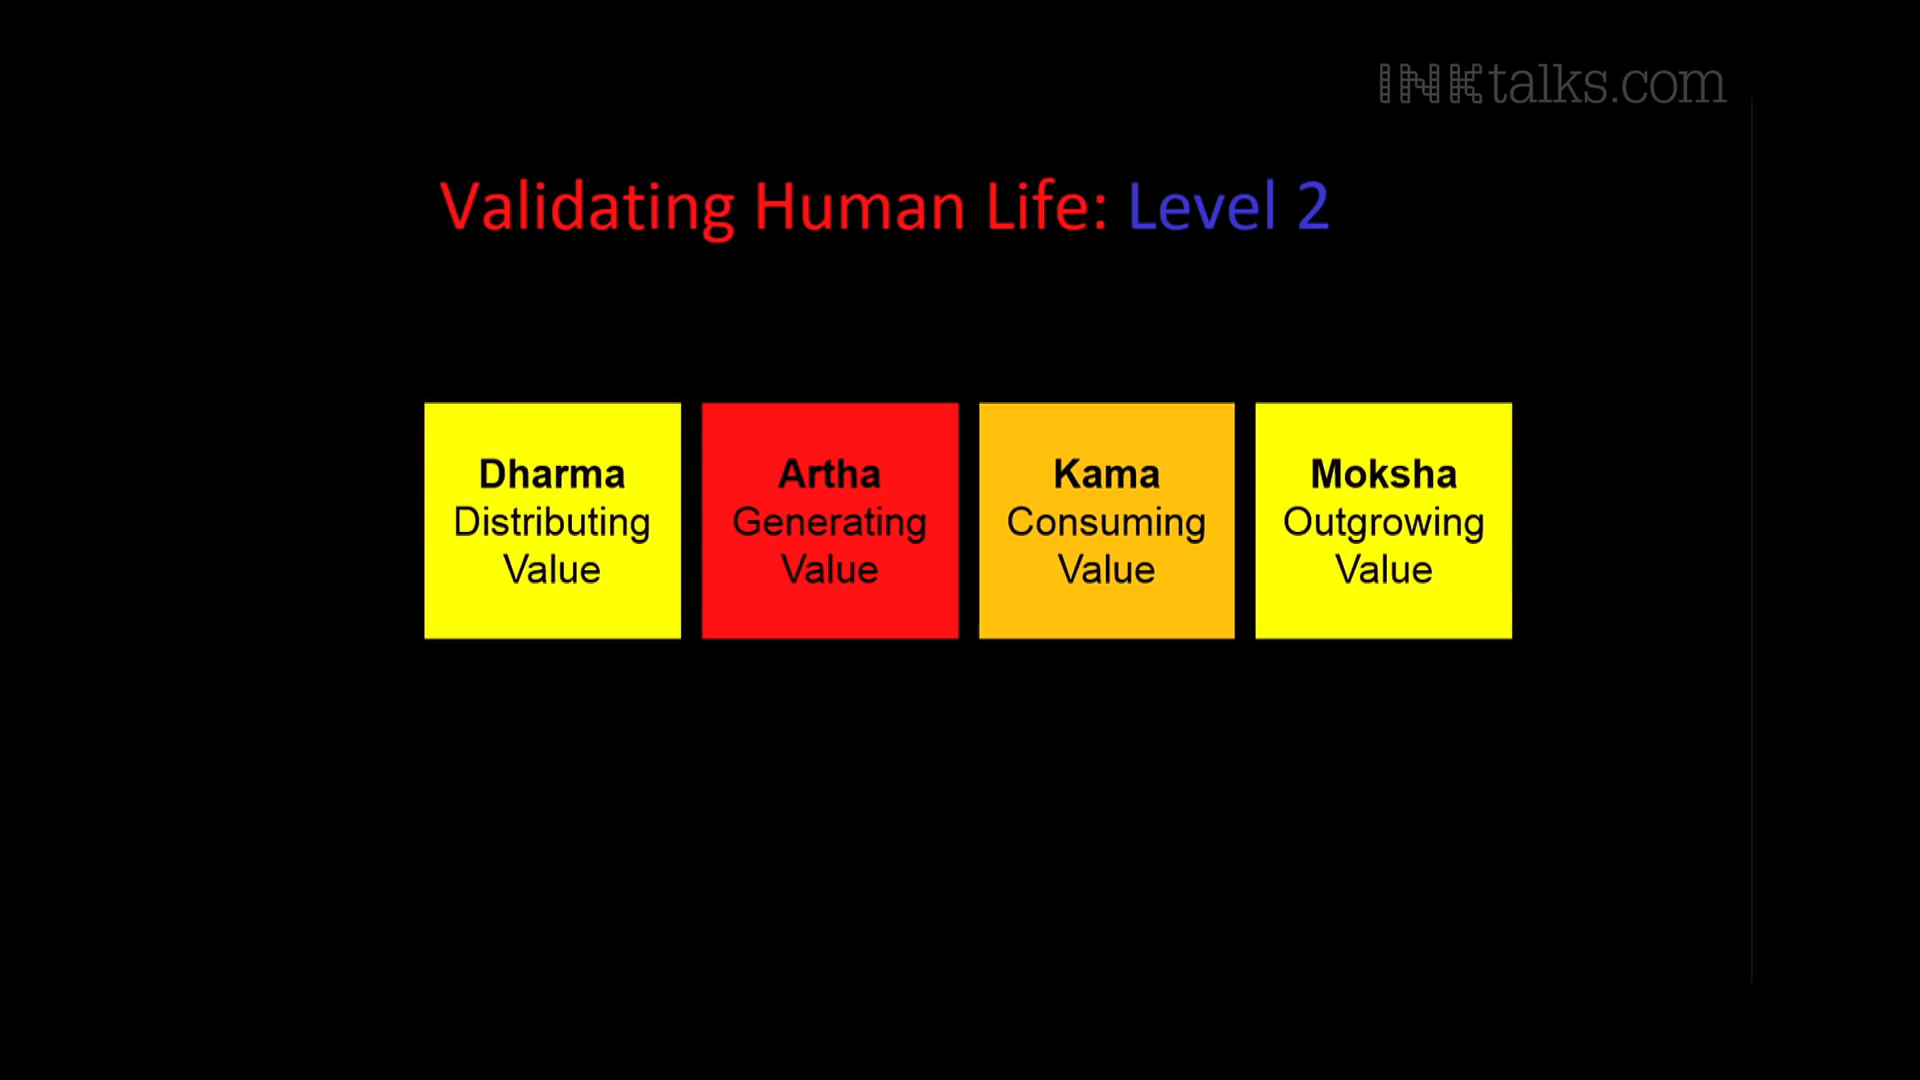 INKtalks.com
Validating Human Life: Level 2
Dharma
Distributing
Value
Artha
Generating
Value
Kama
Consuming
Value
Moksha
Outgrowing
Value